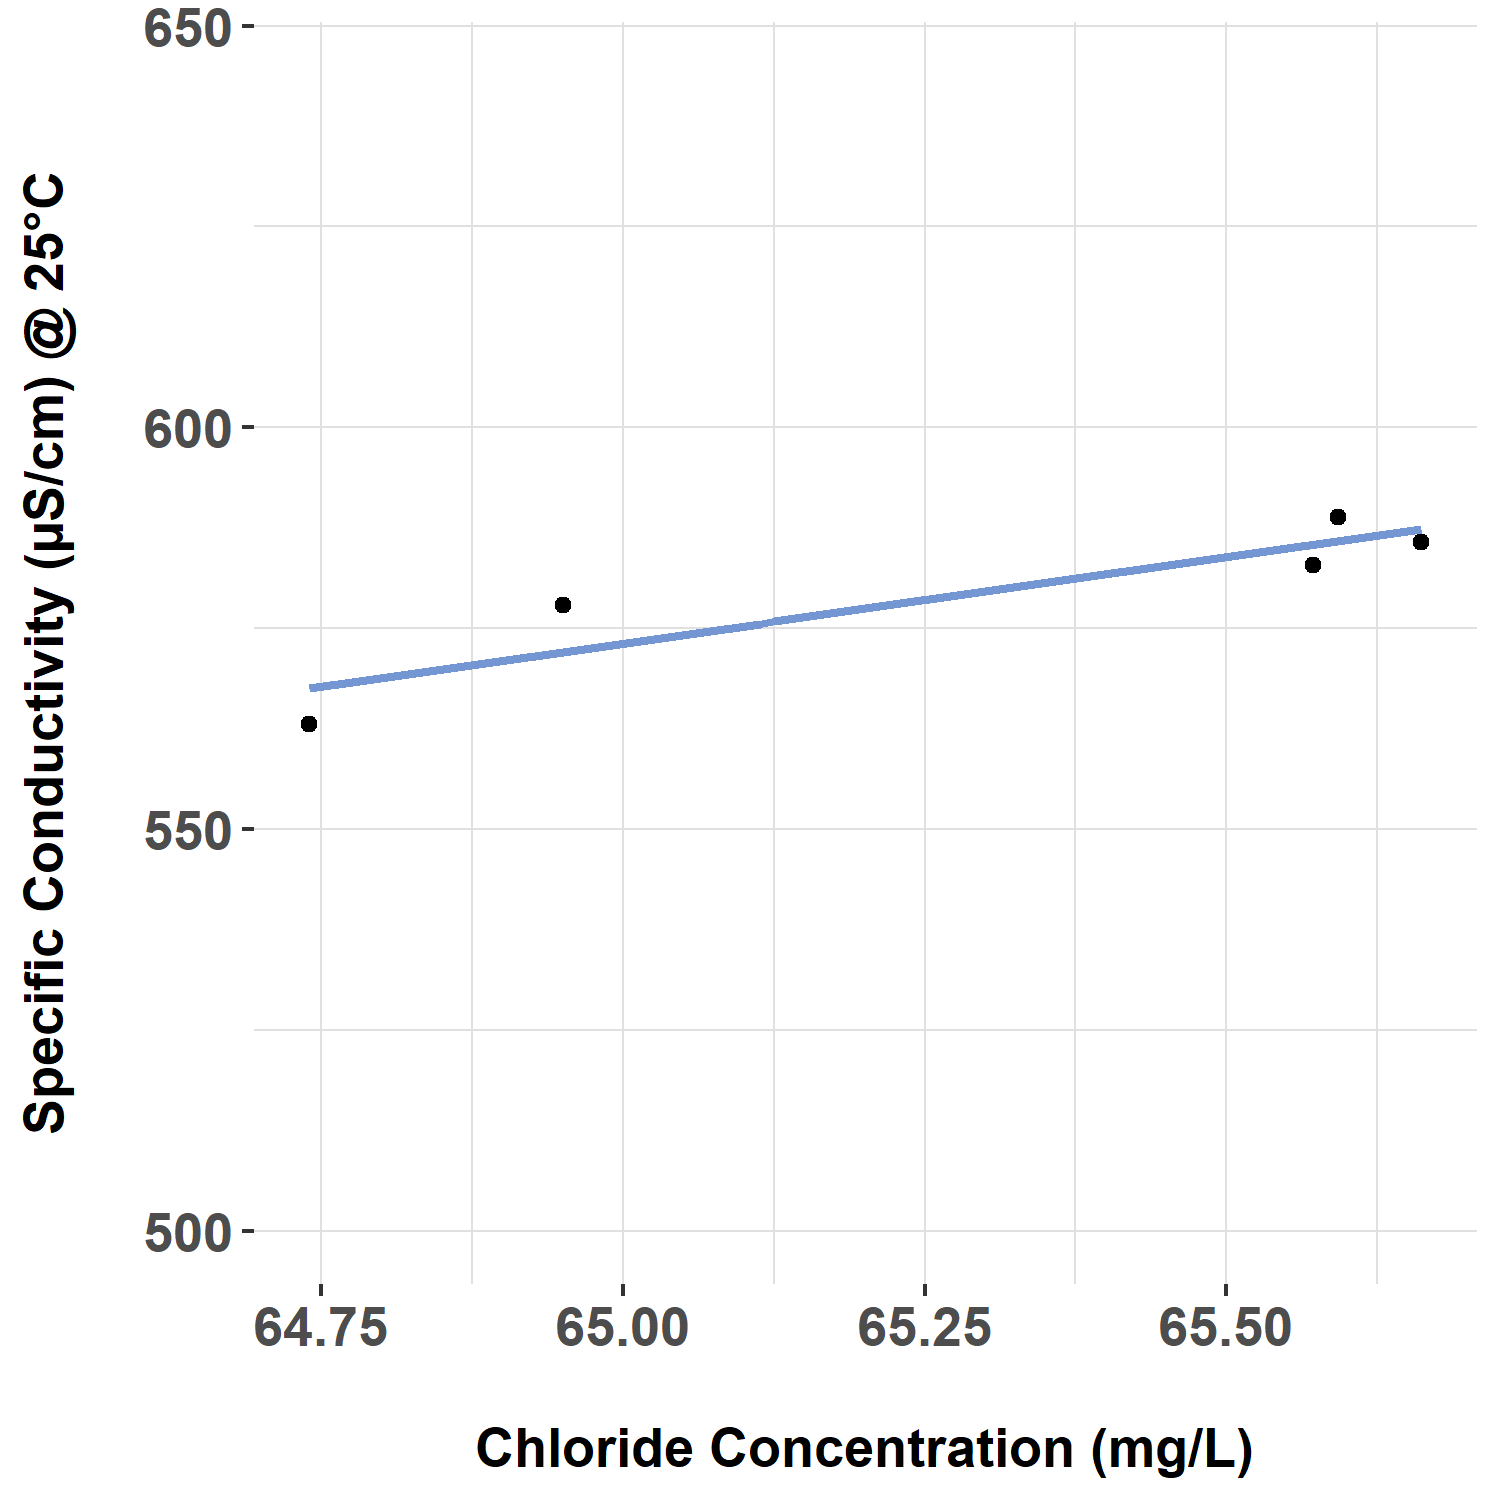 650
600
550
500
Specific Conductivity (µS/cm) @ 25°C
64.75 65.00 65.25 65.50
Chloride Concentration (mg/L)